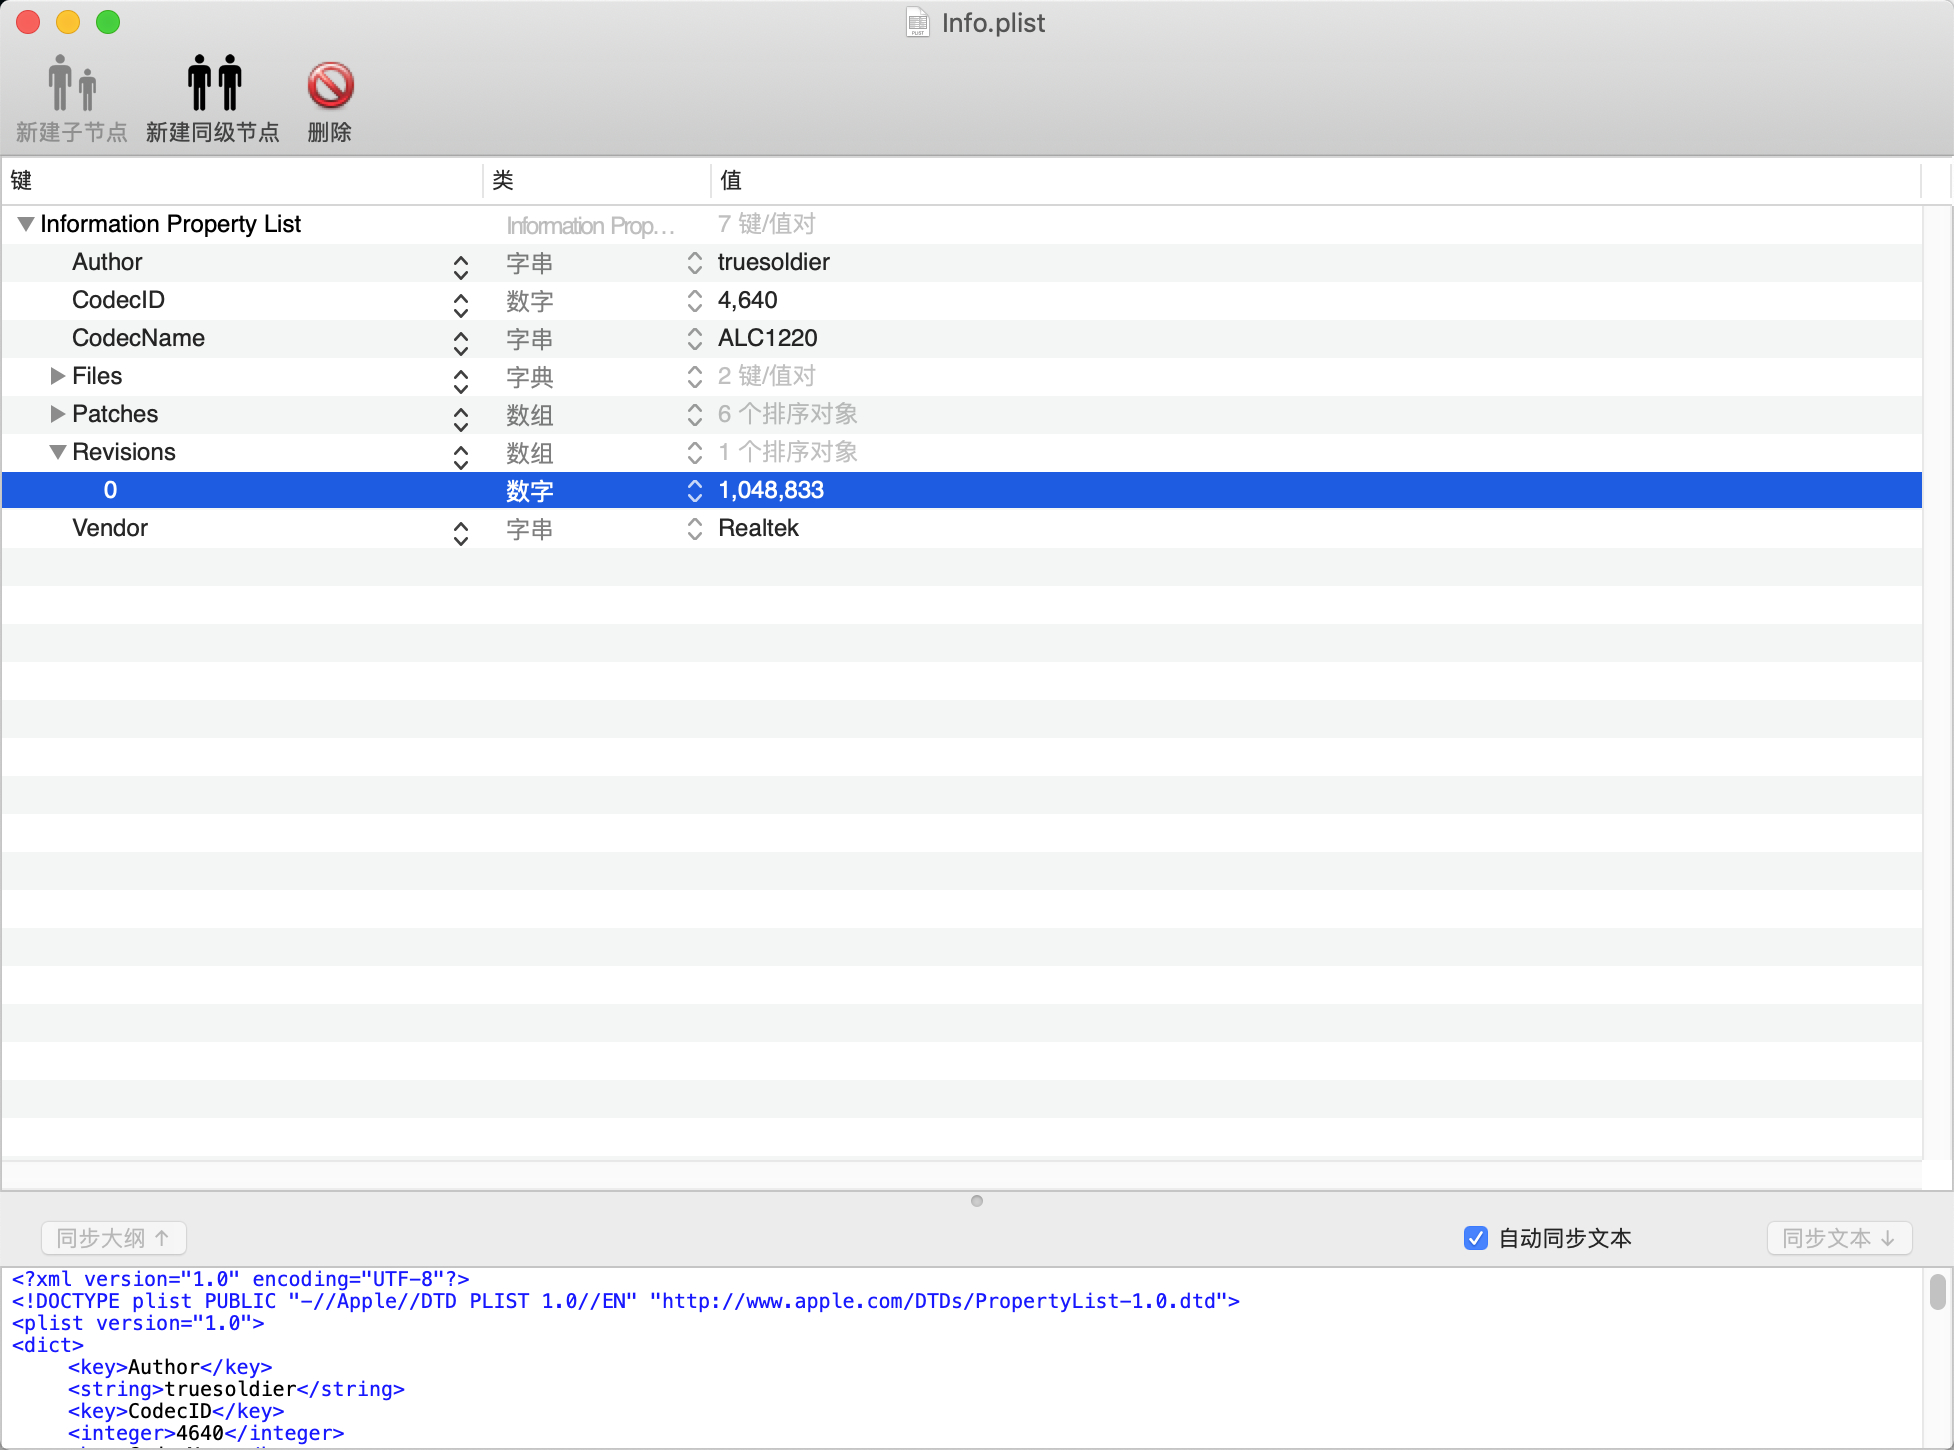 Info.plist
新建子节点 新建同级节点 删除
键 类 值
Information Property List Information Prop... 7 键/值对
Author 字串 truesoldier
CodecID 数字 4,640
CodecName 字串 ALC1220
Files 字典 2 键/值对
Patches 数组 6 个排序对象
Revisions 数组 1 个排序对象
0 数字 1,048,833
Vendor 字串 Realtek
同步大纲 ↑ 自动同步文本 同步文本 ↓
<?xml version="1.0" encoding="UTF-8"?>
<!DOCTYPE plist PUBLIC "-//Apple//DTD PLIST 1.0//EN" "http://www.apple.com/DTDs/PropertyList-1.0.dtd">
<plist version="1.0">
<dict>
<key>Author</key>
<string>truesoldier</string>
<key>CodecID</key>
<integer>4640</integer>